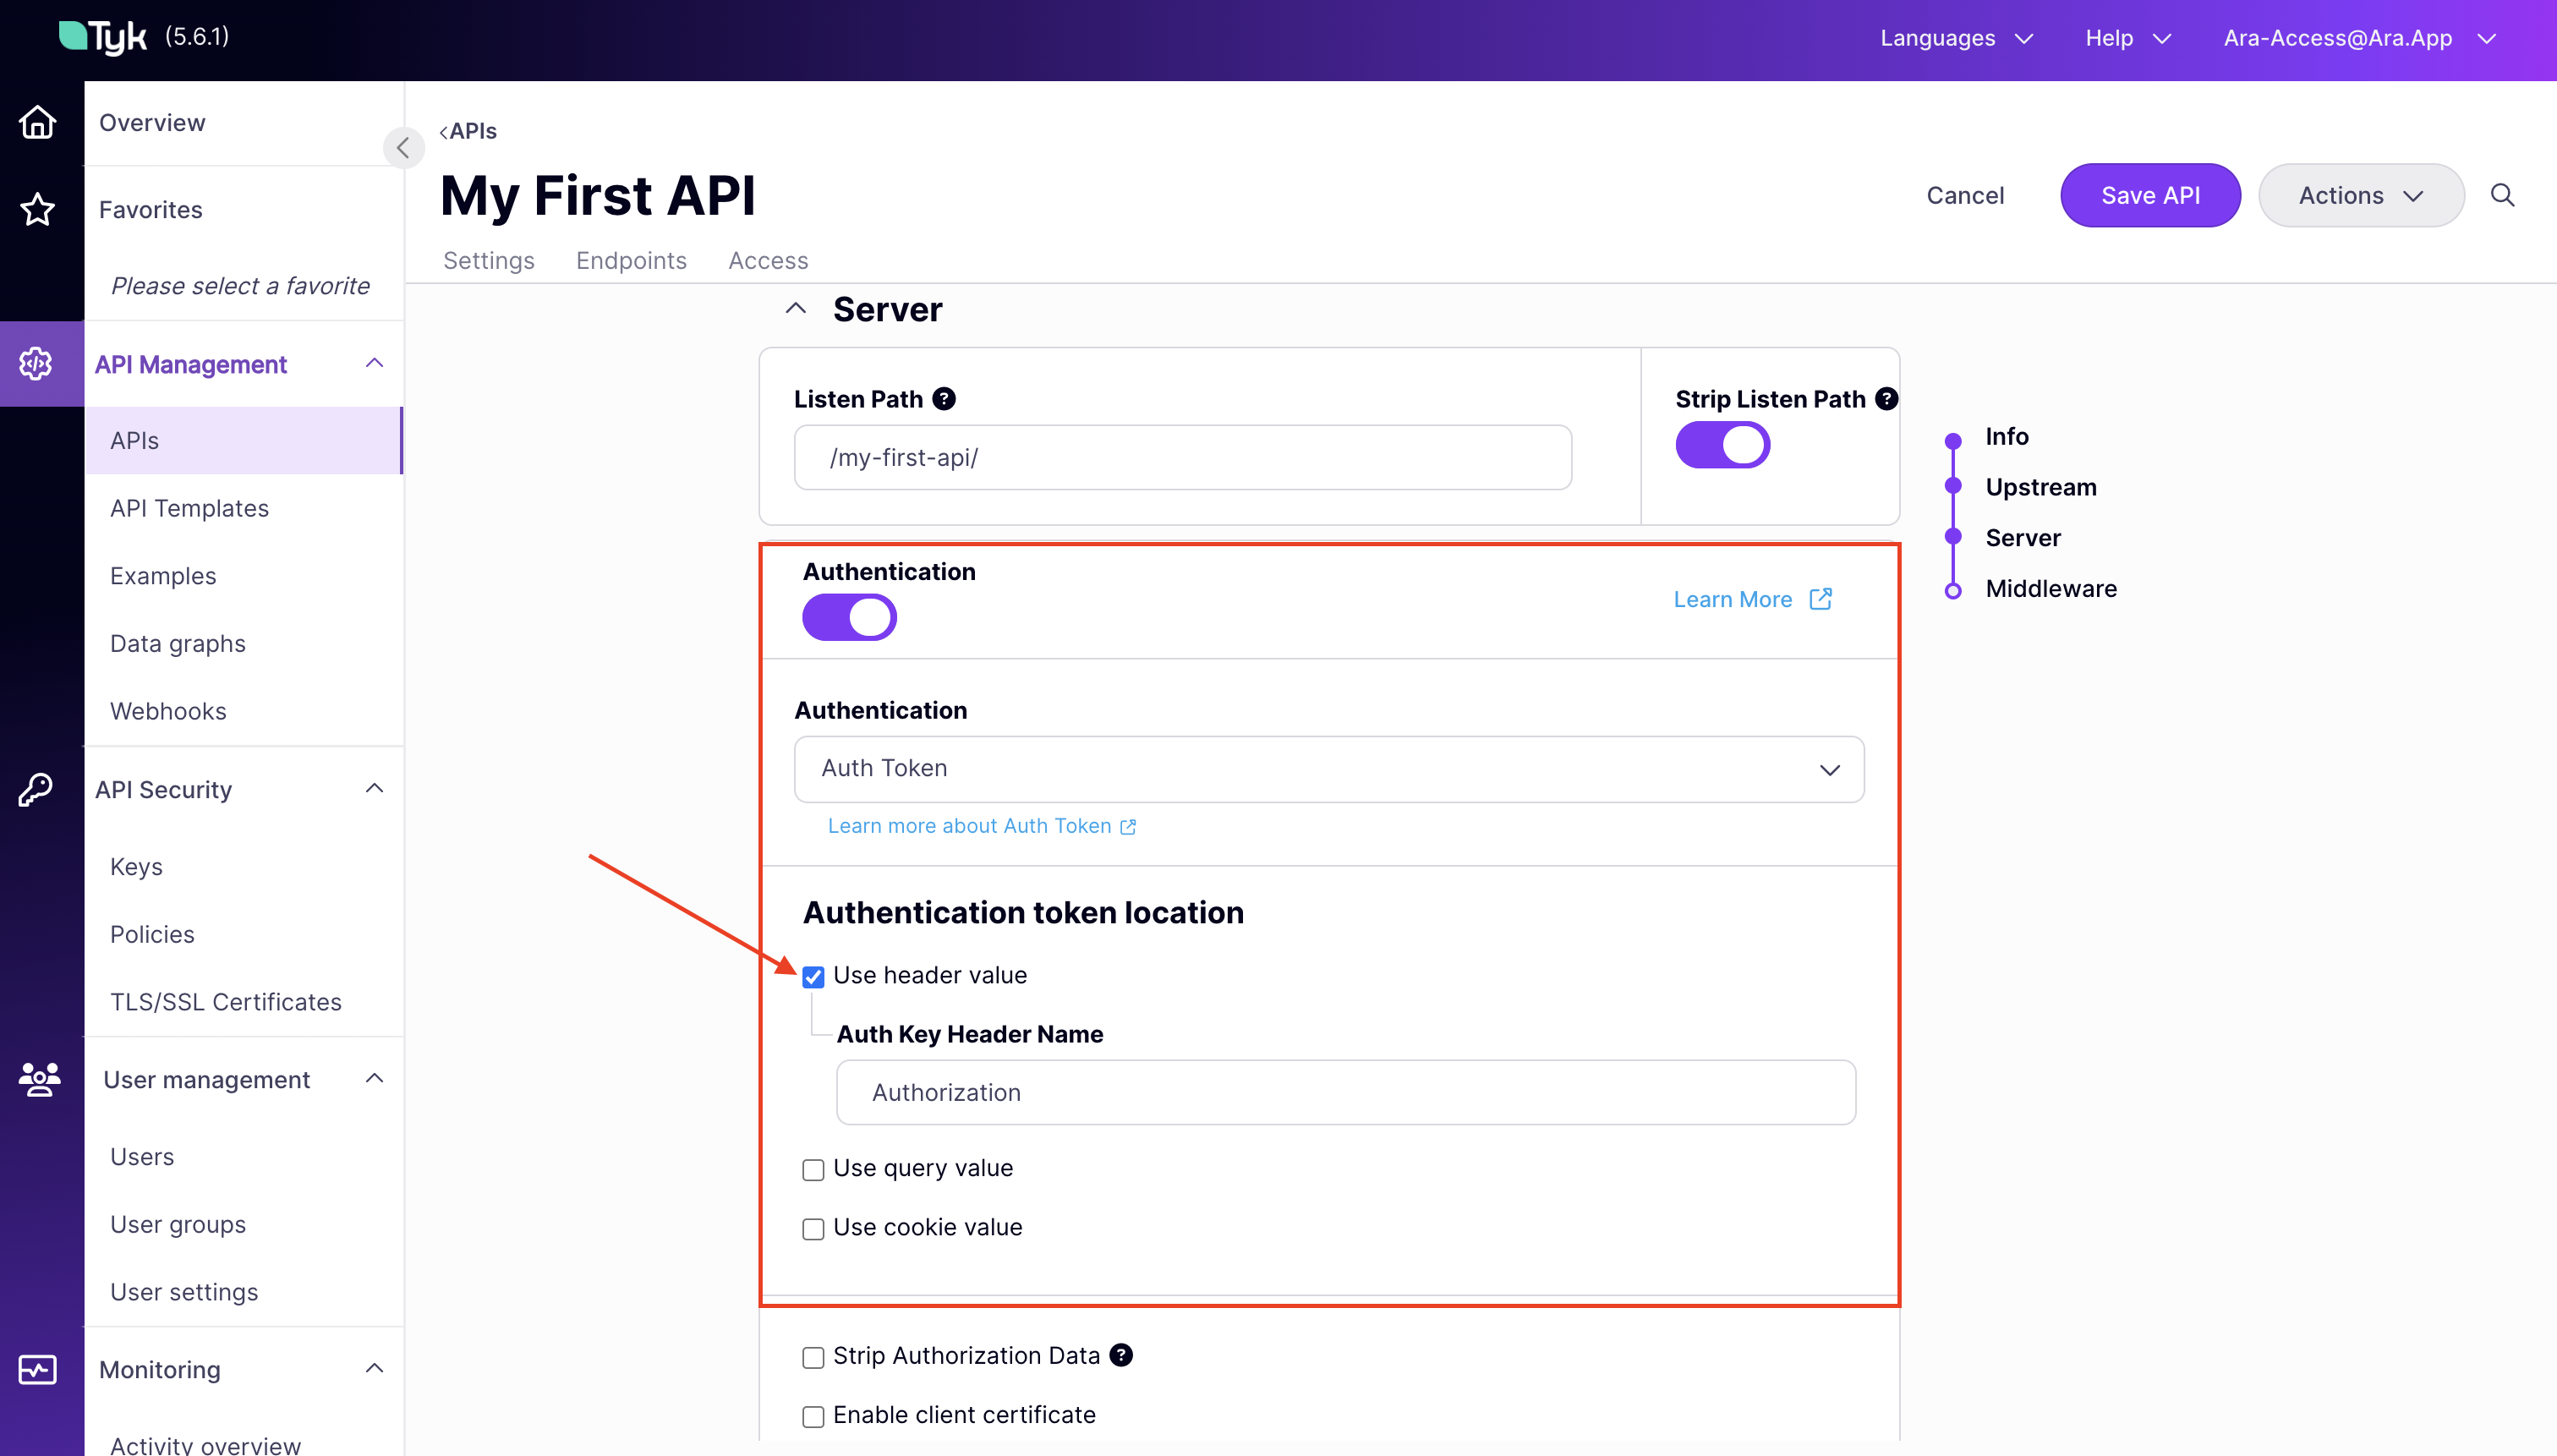 Tyk (5.6.1)
Languages
Help
Ara-Access@Ara.App
Overview
Favorites
Please select a favorite
API Management
APIs
API Templates
Examples
Data graphs
Webhooks
API Security
Keys
Policies
TLS/SSL Certificates
User management
Users
User groups
User settings
Monitoring
Activity overview
APIs
My First API
Cancel
Save API
Actions
Settings Endpoints Access
Server
Listen Path ?
/my-first-api/
Strip Listen Path ?
Authentication
Learn More
Authentication
Auth Token
Learn more about Auth Token
Authentication token location
Use header value
Auth Key Header Name
Authorization
Use query value
Use cookie value
Strip Authorization Data ?
Enable client certificate
Info
Upstream
Server
Middleware